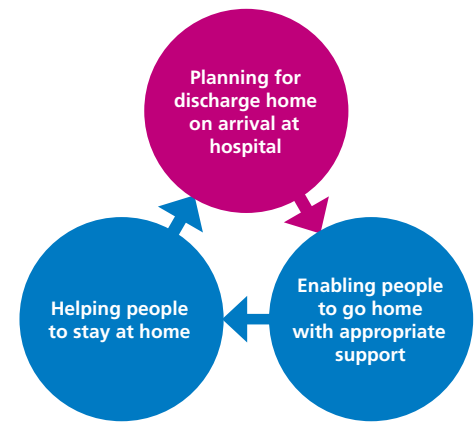 Planning for
discharge home
on arrival at
hospital
Enabling people
to go home
with appropriate
support
Helping people
to stay at home